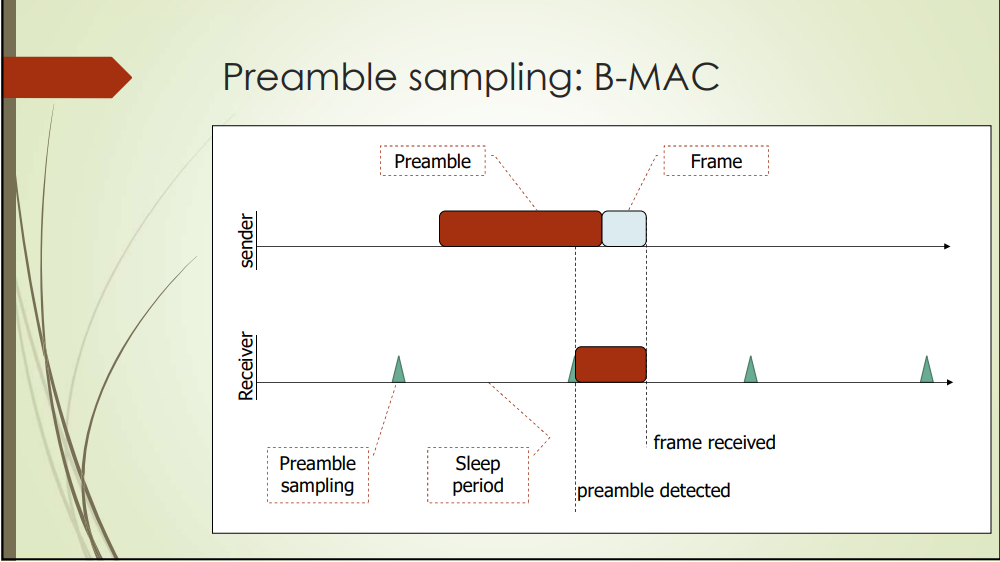 Preamble sampling: B-MAC
Preamble
Frame
sender
Receiver
Preamble
sampling
Sleep
period
frame received
preamble detected